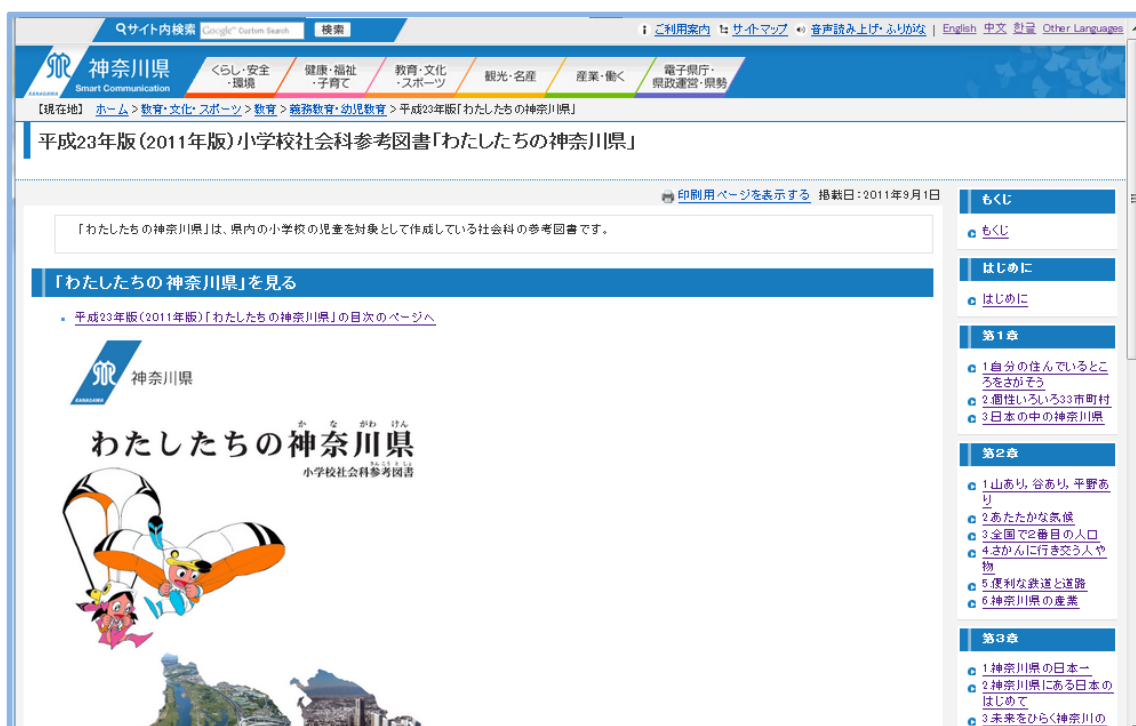 サイト内検索 Google Custom Search 検索 ご利用案内 サイトマップ 音声読み上げ・ふりがな | English 中文 한글 Other Languages
神奈川県
Smart Communication
KANAGAWA
くらし・安全・環境
健康・福祉・子育て
教育・文化・スポーツ
観光・名産
産業・働く
電子県庁・県政運営・県勢
【現在地】 ホーム > 教育・文化・スポーツ > 教育 > 義務教育・幼児教育 > 平成23年版「わたしたちの神奈川県」
平成23年版(2011年版)小学校社会科参考図書「わたしたちの神奈川県」
印刷用ページを表示する 掲載日:2011年9月1日
「わたしたちの神奈川県」は、県内の小学校の児童を対象として作成している社会科の参考図書です。
「わたしたちの神奈川県」を見る
平成23年版(2011年版)「わたしたちの神奈川県」の目次のページへ
神奈川県
KANAGAWA
か な がわ けん
わたしたちの神奈川県
さんこうとしょ
小学校社会科参考図書
もくじ
もくじ
はじめに
はじめに
第1章
1自分の住んでいるとこ
ろをさがそう
2.個性いろいろ33市町村
3日本の中の神奈川県
第2章
1山あり、谷あり、平野あ
り
2あたたかな気候
3.全国で2番目の人口
4.さかんに行き交う人や
物
5.便利な鉄道と道路
6.神奈川県の産業
第3章
1.神奈川県の日本一
2.神奈川県にある日本の
はじめて
3.未来をひらく神奈川の